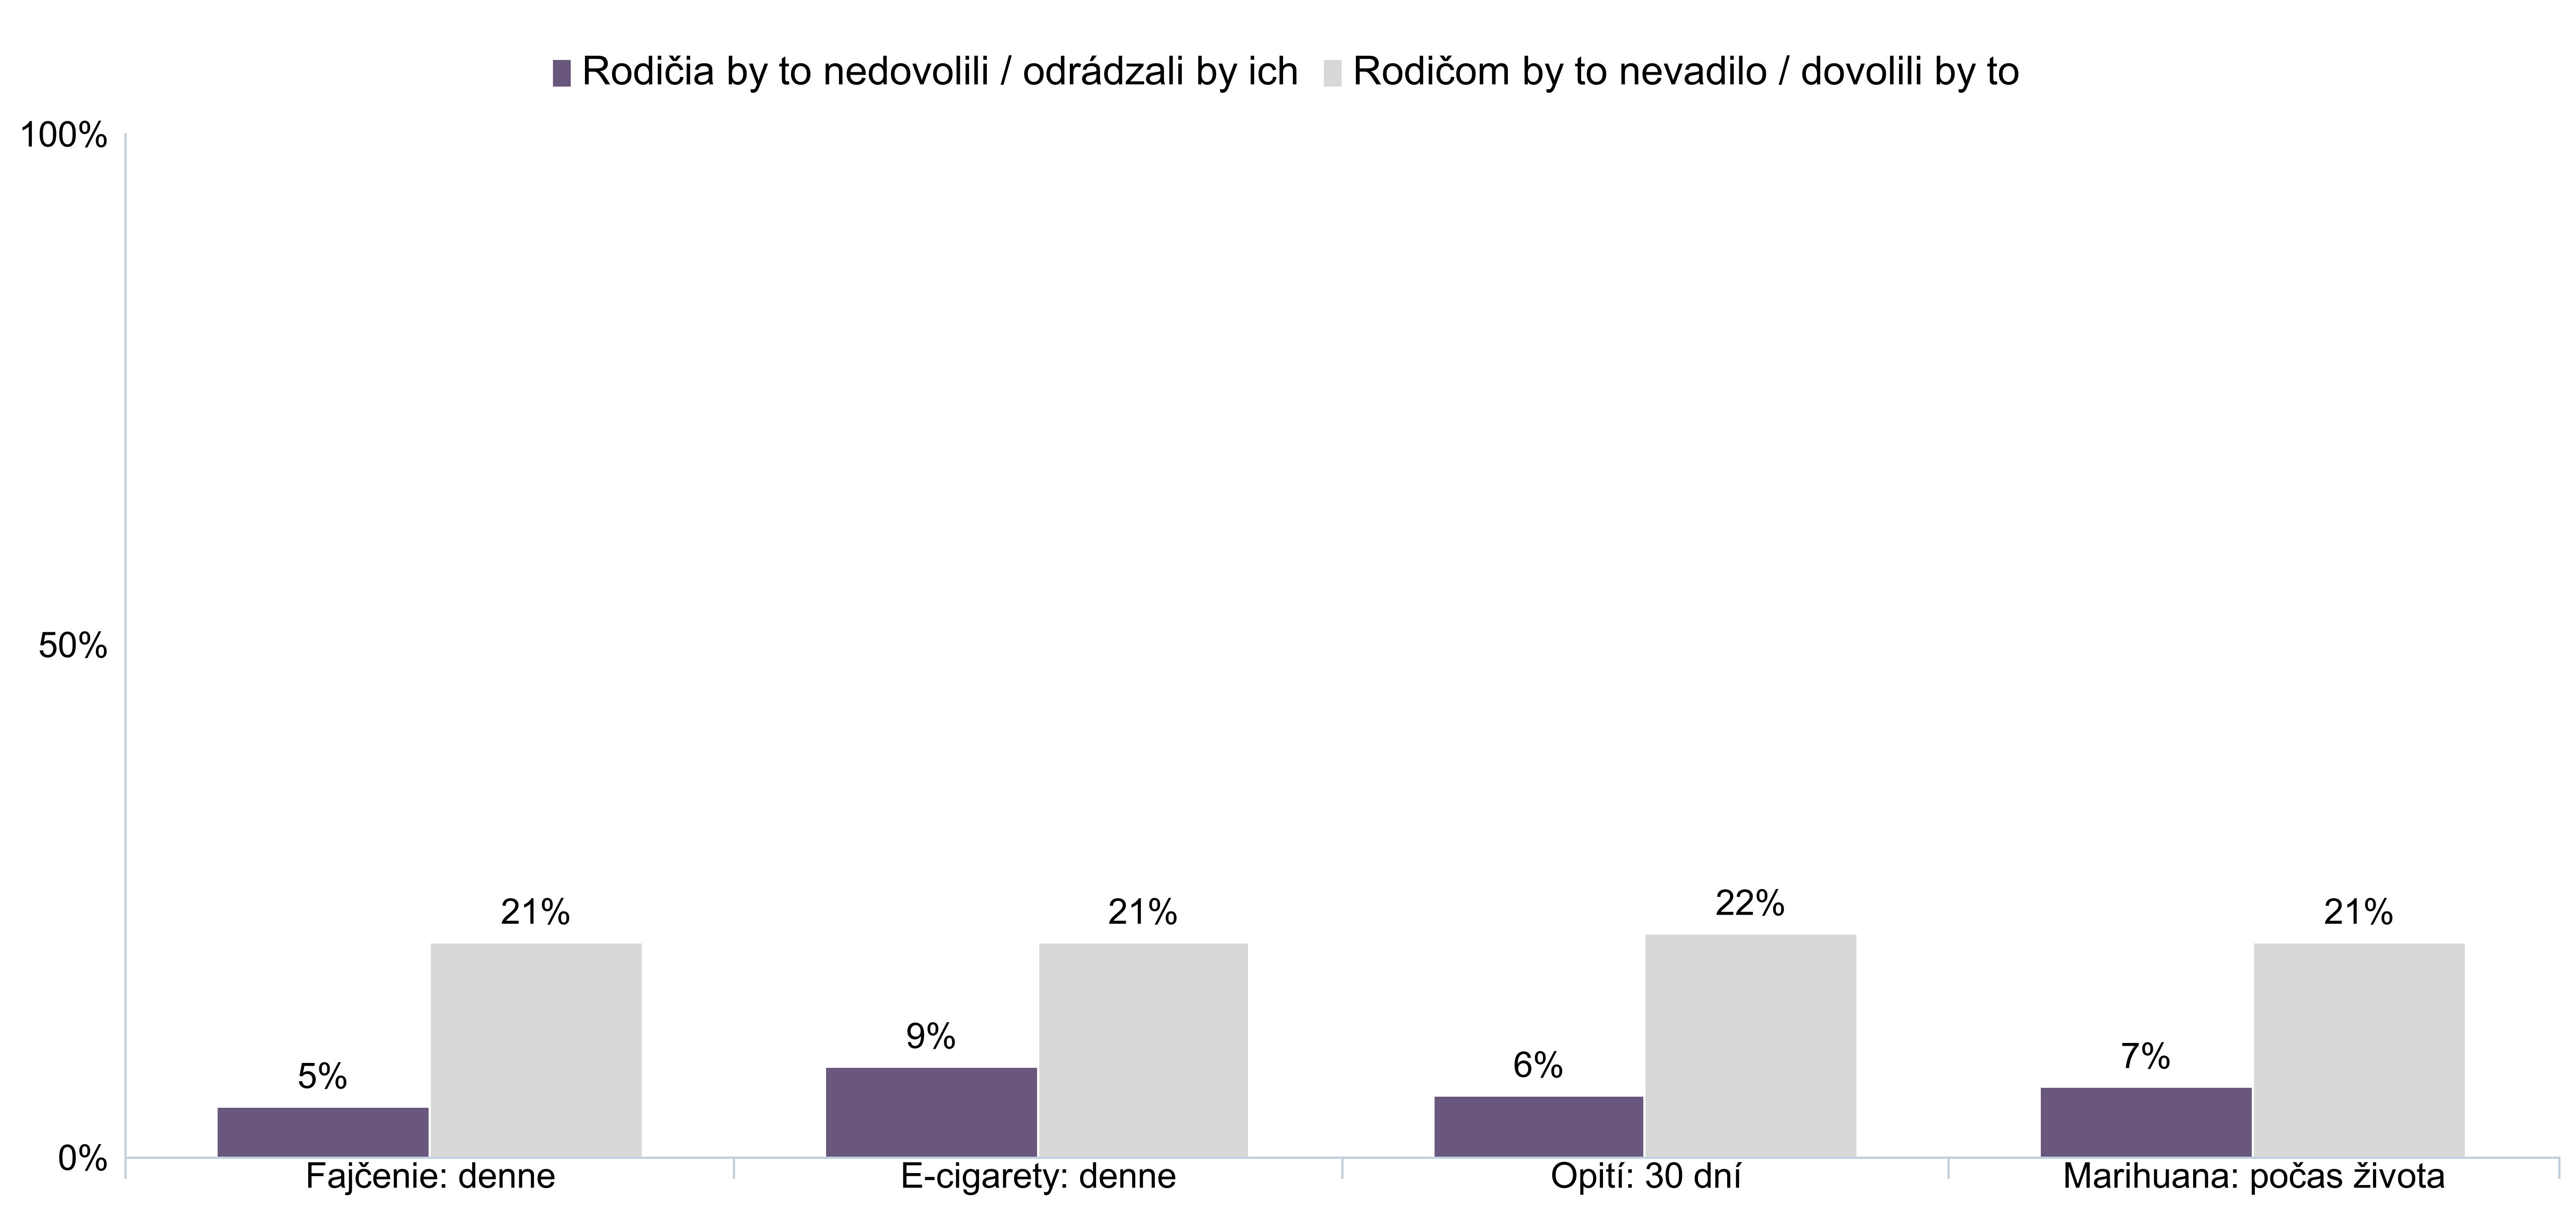 Rodičia by to nedovolili / odrádzali by ich Rodičom by to nevadilo / dovolili by to
100%
50%
0%
5%
21%
9%
21%
6%
22%
7%
21%
Fajčenie: denne
E-cigarety: denne
Opití: 30 dní
Marihuana: počas života